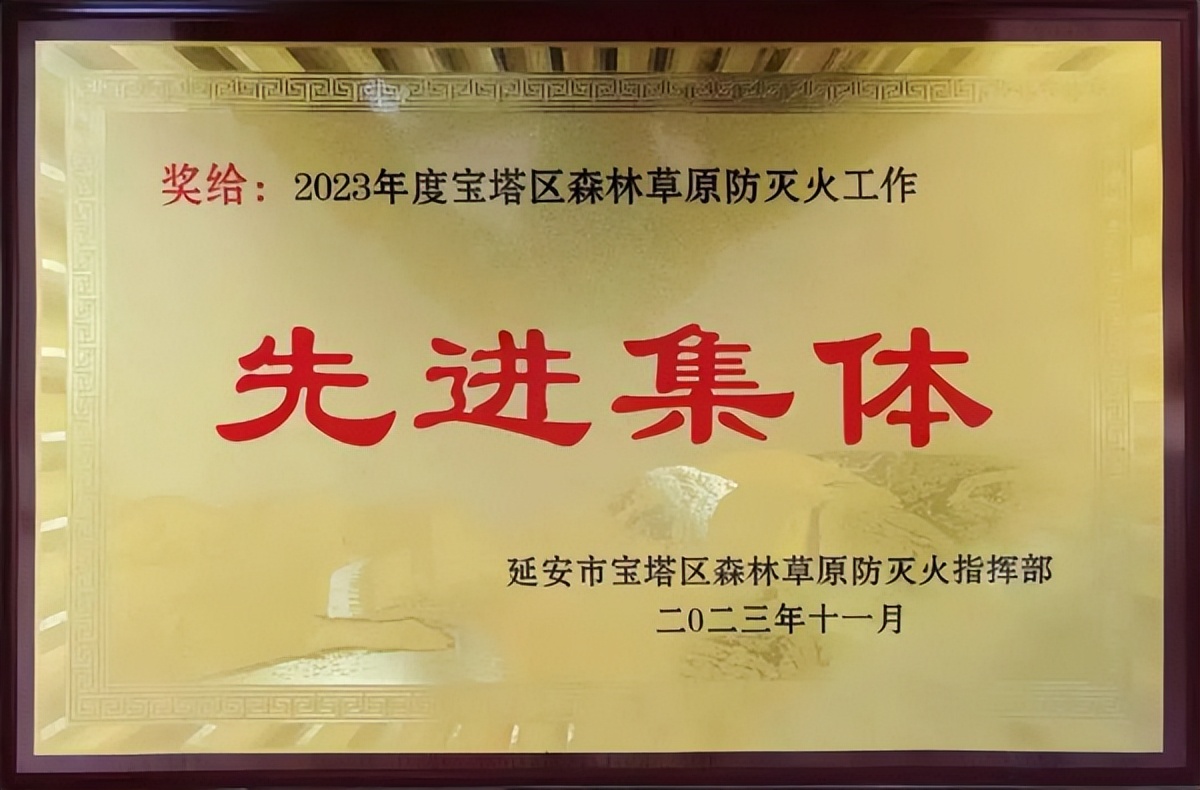 奖给：2023年度宝塔区森林草原防灭火工作
先进集体
延安市宝塔区森林草原防灭火指挥部
二0二三年十一月